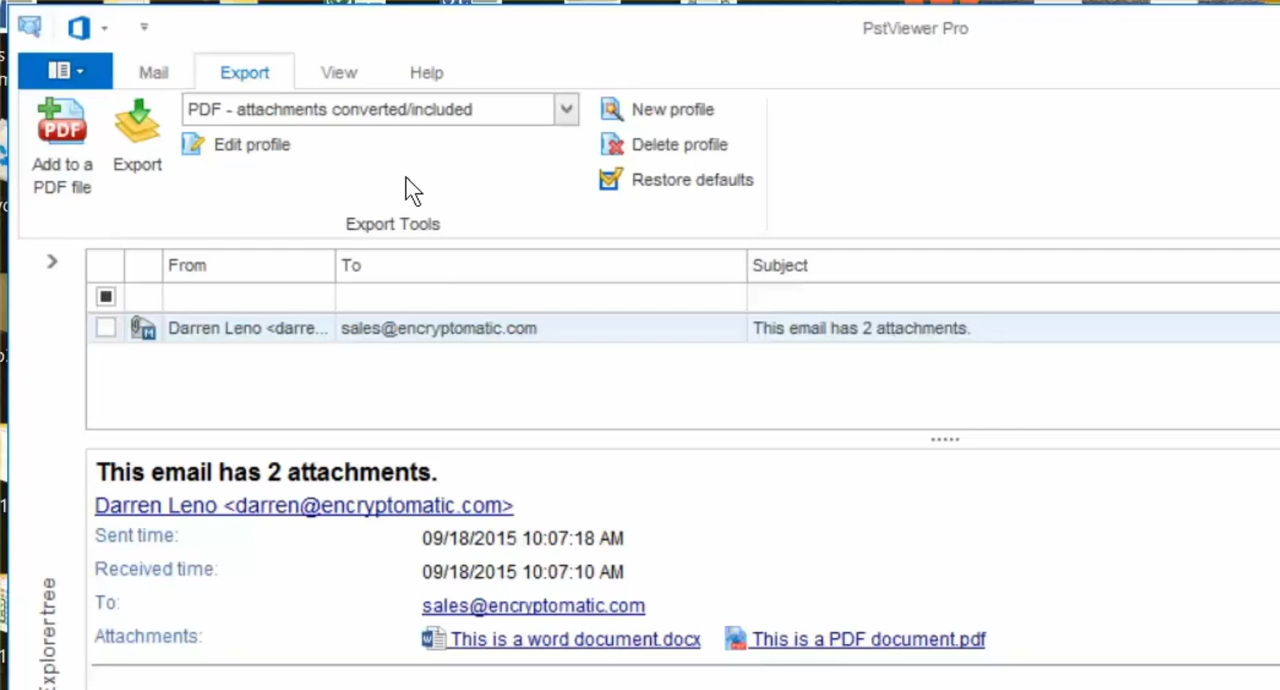 PstViewer Pro
Mail Export View Help
PDF - attachments converted/included
New profile
PDF
Edit profile
Delete profile
Add to a
PDF file
Export
Restore defaults
Export Tools
From To Subject
Darren Leno <darre... sales@encryptomatic.com This email has 2 attachments.
This email has 2 attachments.
Darren Leno <darren@encryptomatic.com>
Sent time: 09/18/2015 10:07:18 AM
Received time: 09/18/2015 10:07:10 AM
To: sales@encryptomatic.com
Attachments: This is a word document.docx This is a PDF document.pdf
Explorer tree